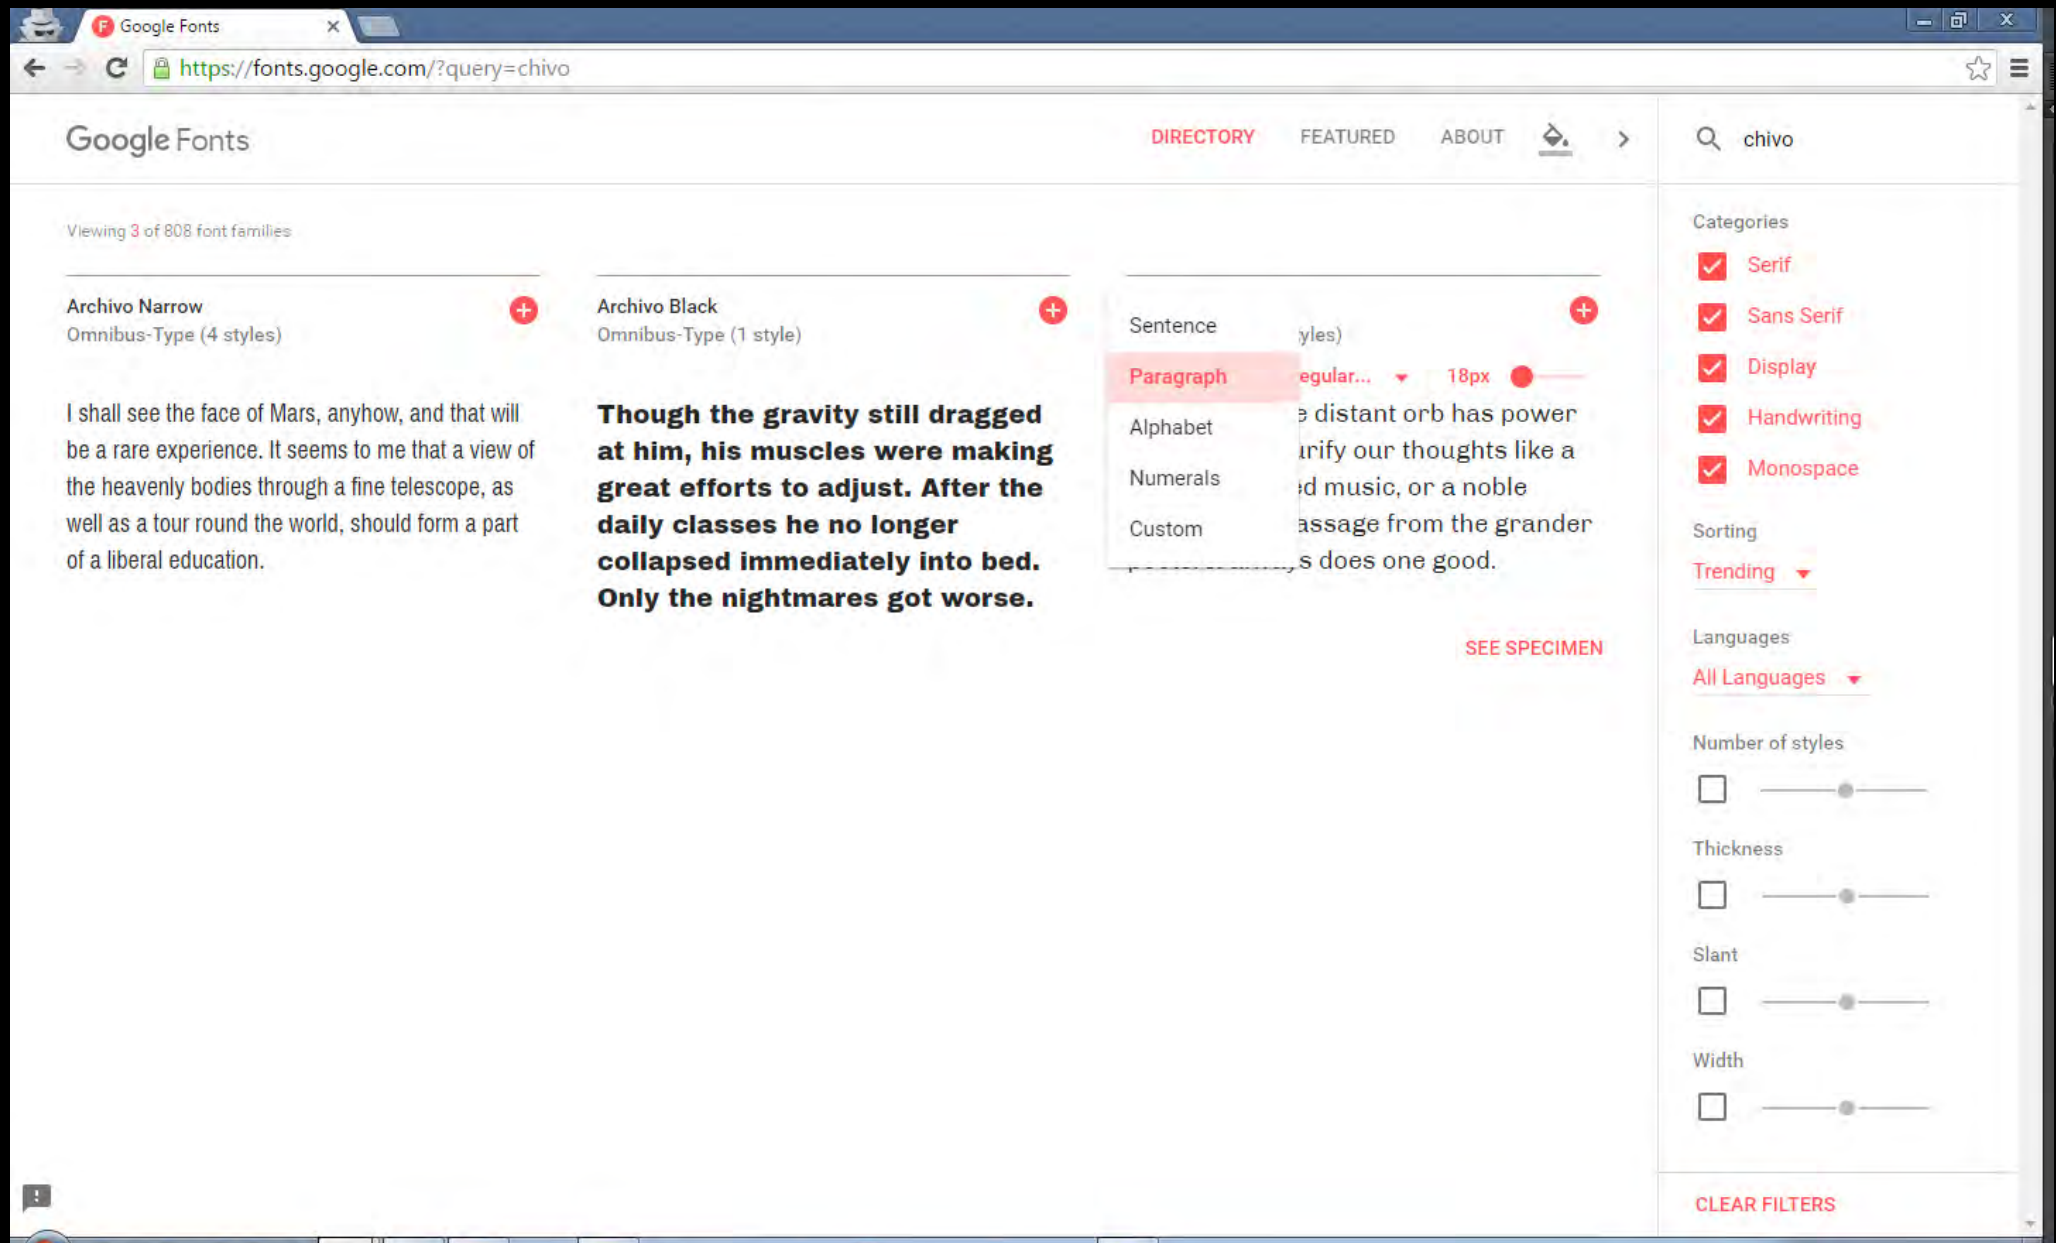 Google Fonts
https://fonts.google.com/?query=chivo
Google Fonts
DIRECTORY FEATURED ABOUT
chivo
Viewing 3 of 808 font families
Archivo Narrow
Omnibus-Type (4 styles)
I shall see the face of Mars, anyhow, and that will
be a rare experience. It seems to me that a view of
the heavenly bodies through a fine telescope, as
well as a tour round the world, should form a part
of a liberal education.
Archivo Black
Omnibus-Type (1 style)
Though the gravity still dragged
at him, his muscles were making
great efforts to adjust. After the
daily classes he no longer
collapsed immediately into bed.
Only the nightmares got worse.
Sentence
Paragraph
Alphabet
Numerals
Custom
yles)
egular... 18px
e distant orb has power
urify our thoughts like a
ed music, or a noble
assage from the grander
s does one good.
SEE SPECIMEN
Categories
Serif
Sans Serif
Display
Handwriting
Monospace
Sorting
Trending
Languages
All Languages
Number of styles
Thickness
Slant
Width
CLEAR FILTERS